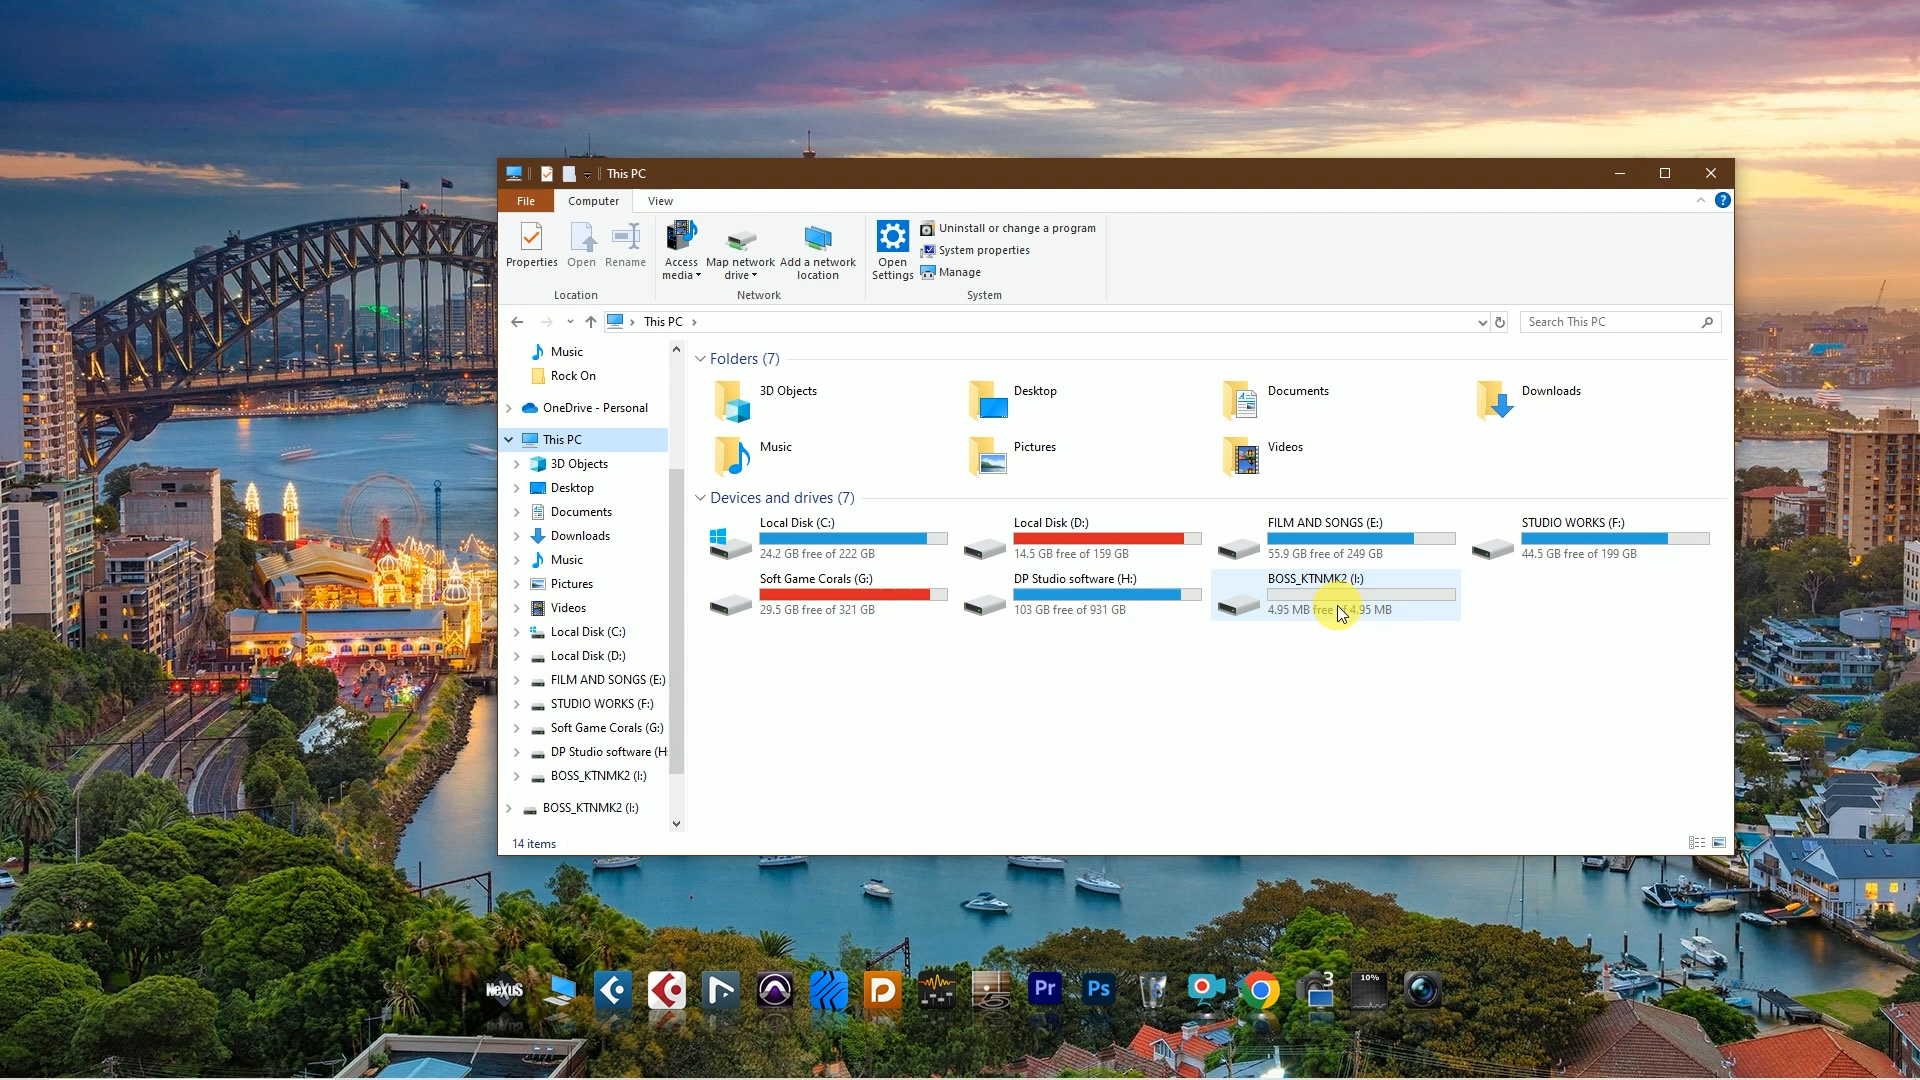 This PC
File
Computer
View
Properties
Open
Rename
Access media
Map network drive
Add a network location
Open Settings
Uninstall or change a program
System properties
Manage
Location
Network
System
This PC
Search This PC
Music
Rock On
OneDrive - Personal
This PC
3D Objects
Desktop
Documents
Downloads
Music
Pictures
Videos
Local Disk (C:)
Local Disk (D:)
FILM AND SONGS (E:)
STUDIO WORKS (F:)
Soft Game Corals (G:)
DP Studio software (H:
BOSS_KTNMK2 (I:)
BOSS_KTNMK2 (I:)
Folders (7)
3D Objects
Desktop
Documents
Downloads
Music
Pictures
Videos
Devices and drives (7)
Local Disk (C:)
24.2 GB free of 222 GB
Local Disk (D:)
14.5 GB free of 159 GB
FILM AND SONGS (E:)
55.9 GB free of 249 GB
STUDIO WORKS (F:)
44.5 GB free of 199 GB
Soft Game Corals (G:)
29.5 GB free of 321 GB
DP Studio software (H:)
103 GB free of 931 GB
BOSS_KTNMK2 (I:)
4.95 MB free of 4.95 MB
14 items
NEXUS
5
Pr
Ps
3
10%